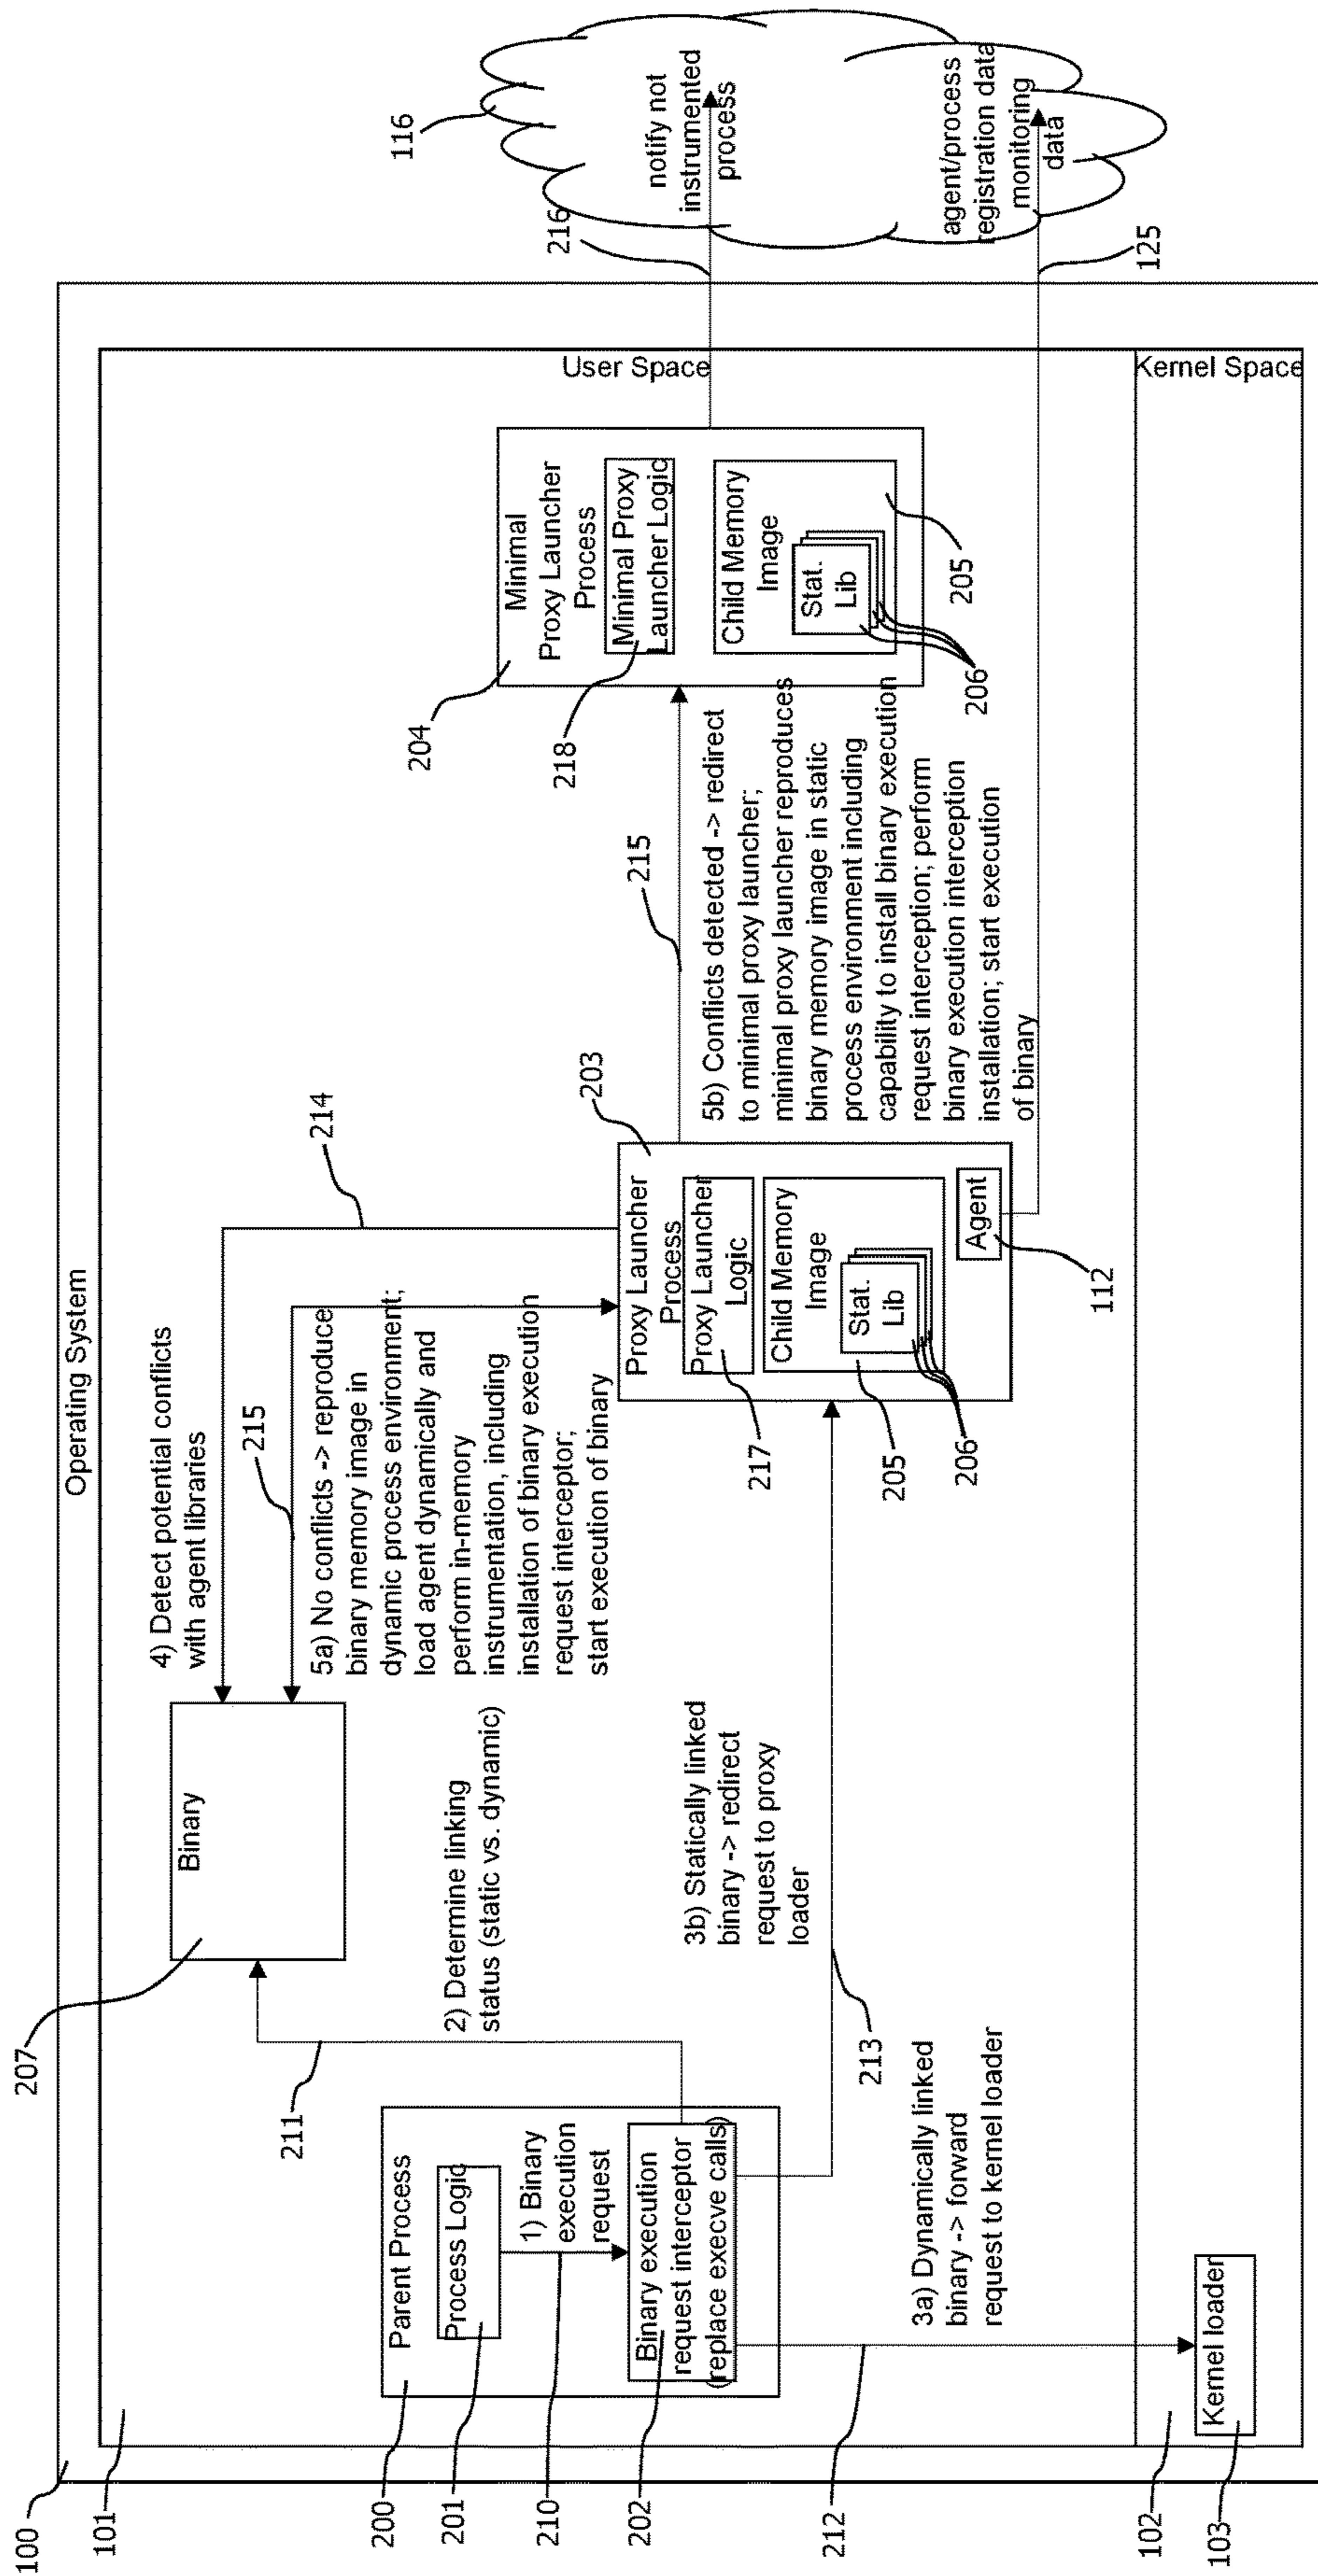 Operating System
100
101
User Space
Kernel Space
102
Kernel loader
103
200
Parent Process
Process Logic
201
1) Binary
execution
request
210
Binary execution
request interceptor
(replace execve calls)
202
207
Binary
211
2) Determine linking
status (static vs. dynamic)
3a) Dynamically linked
binary -> forward
request to kernel loader
212
3b) Statically linked
binary -> redirect
request to proxy
loader
213
4) Detect potential conflicts
with agent libraries
214
215
5a) No conflicts -> reproduce
binary memory image in
dynamic process environment;
load agent dynamically and
perform in-memory
instrumentation, including
installation of binary execution
request interceptor;
start execution of binary
203
Proxy Launcher
Process
Proxy Launcher
Logic
217
Child Memory
Image
Stat.
Lib
205
206
Agent
112
215
5b) Conflicts detected -> redirect
to minimal proxy launcher;
minimal proxy launcher reproduces
binary memory image in static
process environment including
capability to install binary execution
request interception; perform
binary execution interception
installation; start execution
of binary
204
Minimal
Proxy Launcher
Process
Minimal Proxy
Launcher Logic
218
Child Memory
Image
Stat.
Lib
205
206
116
216
notify not
instrumented
process
agent/process
registration data
monitoring
data
125